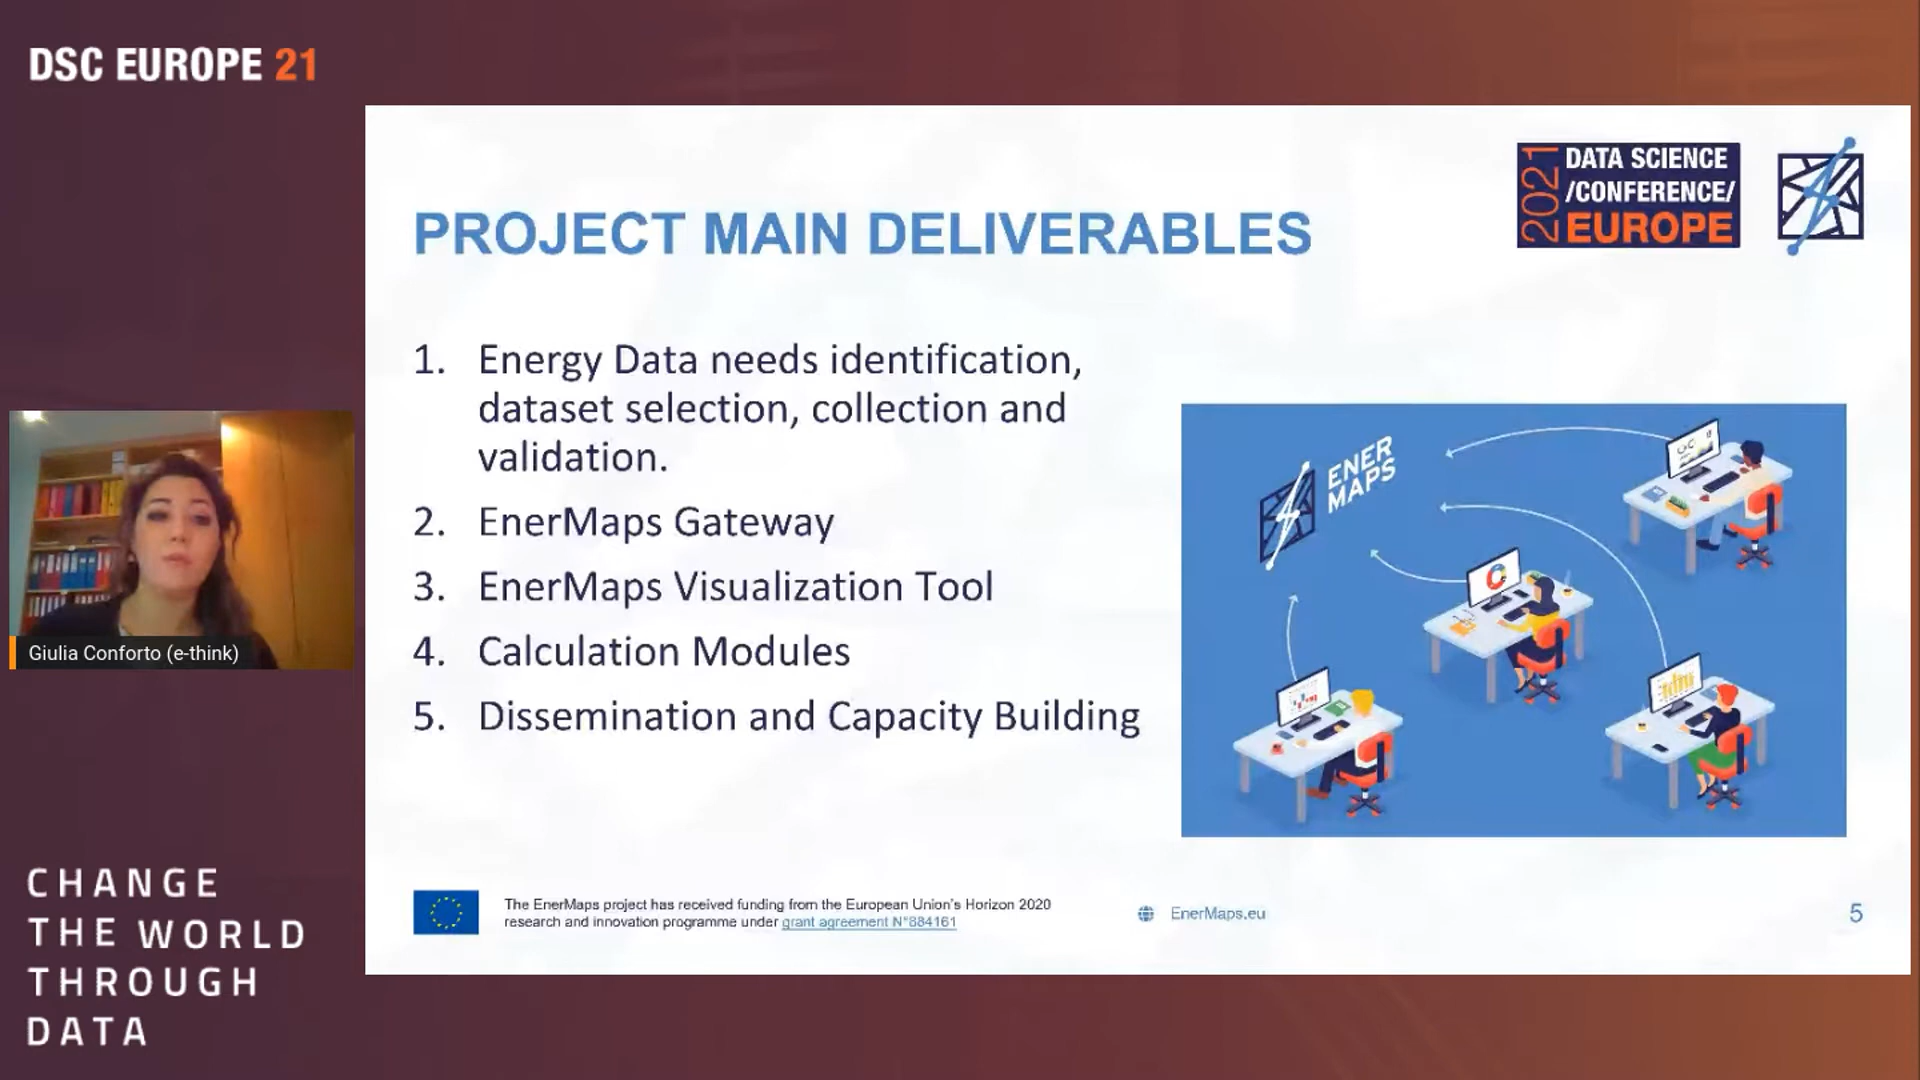 DSC EUROPE 21
2021
DATA SCIENCE
/CONFERENCE/
EUROPE
PROJECT MAIN DELIVERABLES
1. Energy Data needs identification,
dataset selection, collection and
validation.
2. EnerMaps Gateway
3. EnerMaps Visualization Tool
4. Calculation Modules
5. Dissemination and Capacity Building
ENER
MAPS
Giulia Conforto (e-think)
CHANGE
THE WORLD
THROUGH
DATA
The EnerMaps project has received funding from the European Union's Horizon 2020
research and innovation programme under grant agreement N°884161
EnerMaps.eu
5